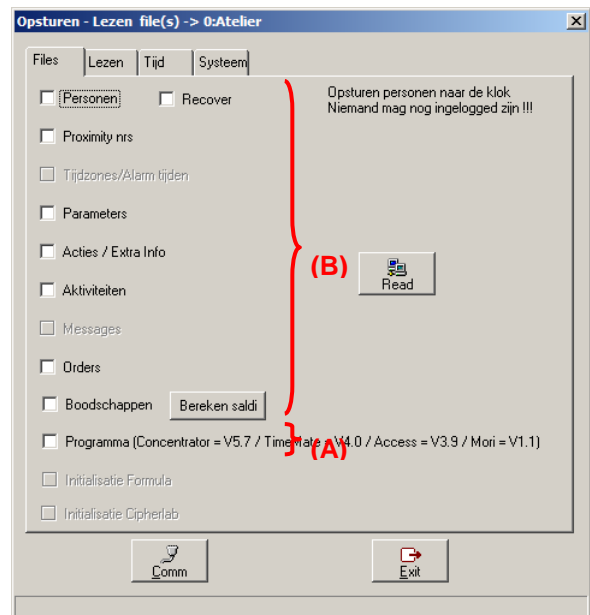 Opsturen - Lezen file(s) -> 0:Atelier
Files Lezen Tijd Systeem
Personen Recover
Opsturen personen naar de klok
Niemand mag nog ingelogged zijn !!!
Proximity nrs
Tijdzones/Alarm tijden
Parameters
Acties / Extra Info
(B)
Read
Aktiviteiten
Messages
Orders
Boodschappen Bereken saldi
Programma (Concentrator = V5.7 / TimeMate = V4.0 / Access = V3.9 / Mori = V1.1)
(A)
Initialisatie Formula
Initialisatie Cipherlab
Comm Exit